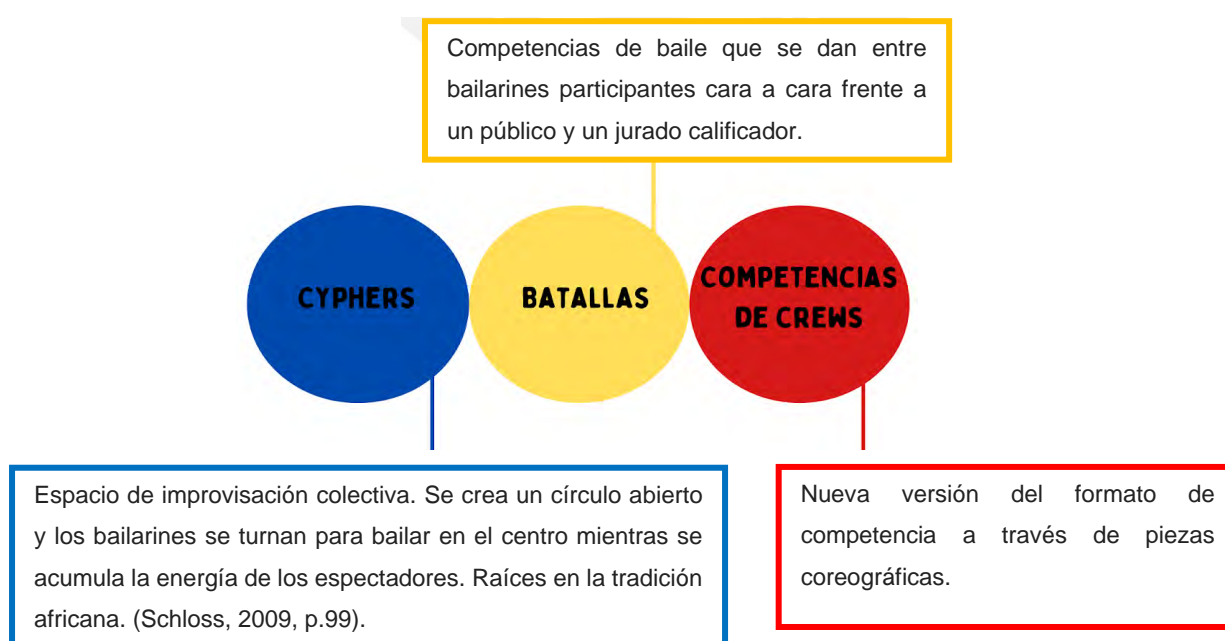 Competencias de baile que se dan entre
bailarines participantes cara a cara frente a
un público y un jurado calificador.
CYPHERS
BATALLAS
COMPETENCIAS
DE CREWS
Espacio de improvisación colectiva. Se crea un círculo abierto
y los bailarines se turnan para bailar en el centro mientras se
acumula la energía de los espectadores. Raíces en la tradición
africana. (Schloss, 2009, p.99).
Nueva versión del formato de
competencia a través de piezas
coreográficas.